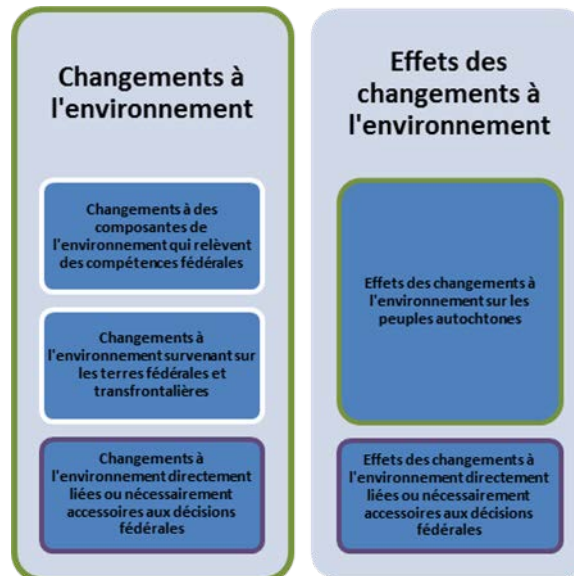 Changements à
l'environnement
Changements à des
composantes de
l'environnement qui relèvent
des compétences fédérales
Changements à
l'environnement survenant sur
les terres fédérales et
transfrontalières
Changements à
l'environnement directement
liées ou nécessairement
accessoires aux décisions
fédérales
Effets des
changements à
l'environnement
Effets des changements à
l'environnement sur les
peuples autochtones
Effets des changements à
l'environnement directement
liées ou nécessairement
accessoires aux décisions
fédérales